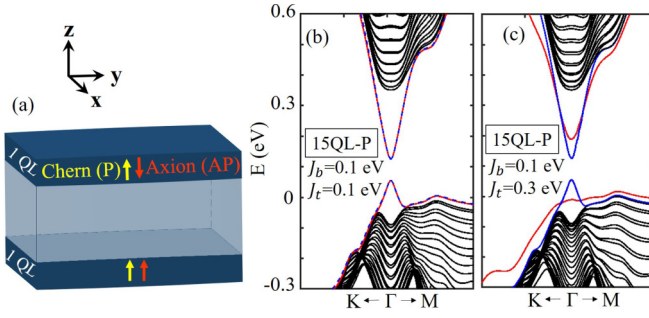 (a)
z
y
x
1 QL
Chern (P)
Axion (AP)
1 QL
E (eV)
0.6
0.3
0
-0.3
(b)
15QL-P
J_b=0.1 eV
J_t=0.1 eV
K ← Γ → M
(c)
15QL-P
J_b=0.1 eV
J_t=0.3 eV
K ← Γ → M